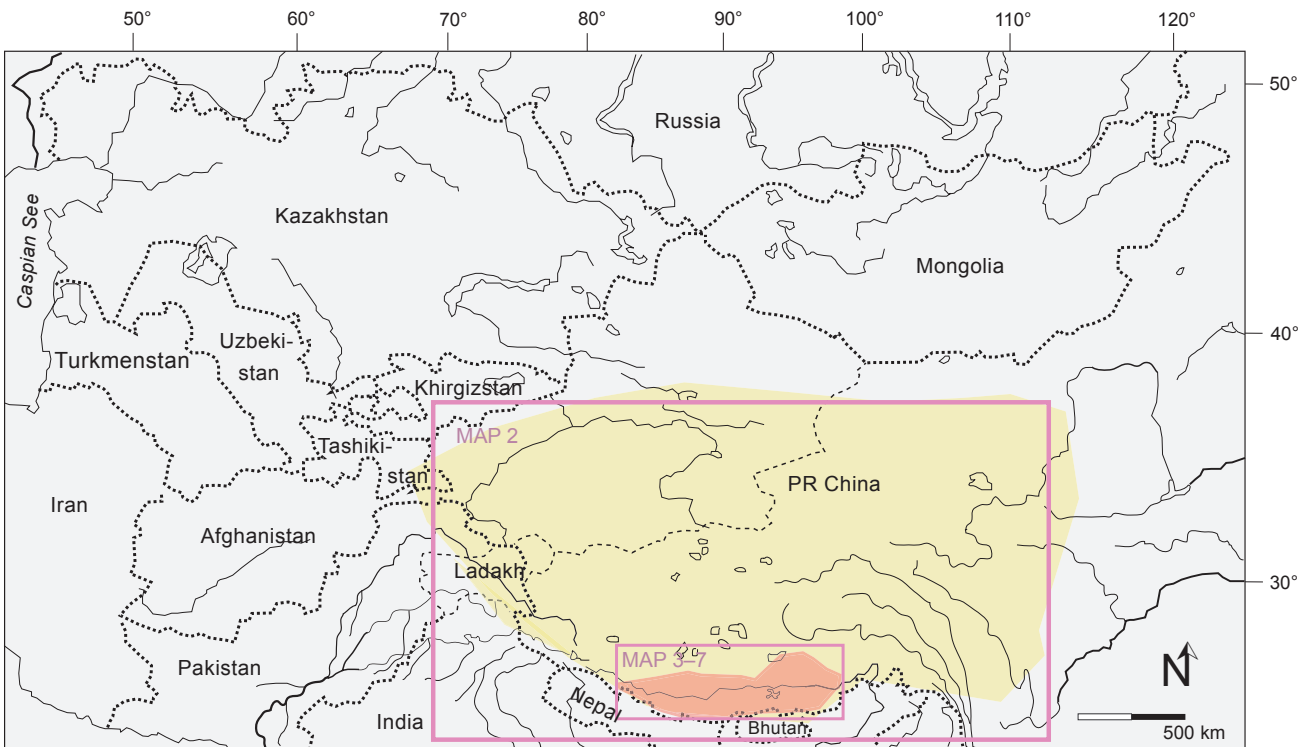 50°
60°
70°
80°
90°
100°
110°
120°
50°
Russia
Caspian See
Kazakhstan
Mongolia
40°
Turkmenstan
Uzbeki-
stan
Khirgizstan
MAP 2
Tashiki-
stan
PR China
Iran
Afghanistan
Ladakh
30°
Pakistan
MAP 3–7
N
Nepal
India
Bhutan
500 km